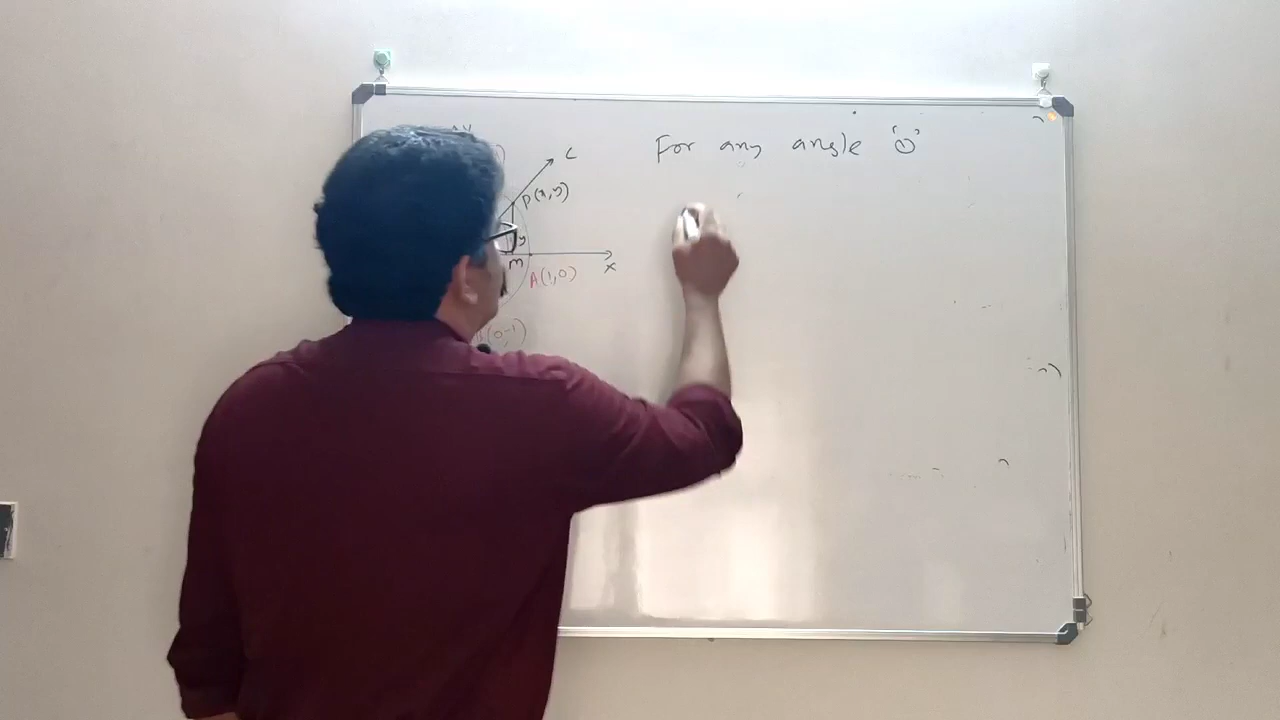 For any angle 'θ'
C
P(x,y)
y
M
X
A(1,0)
(0,-1)